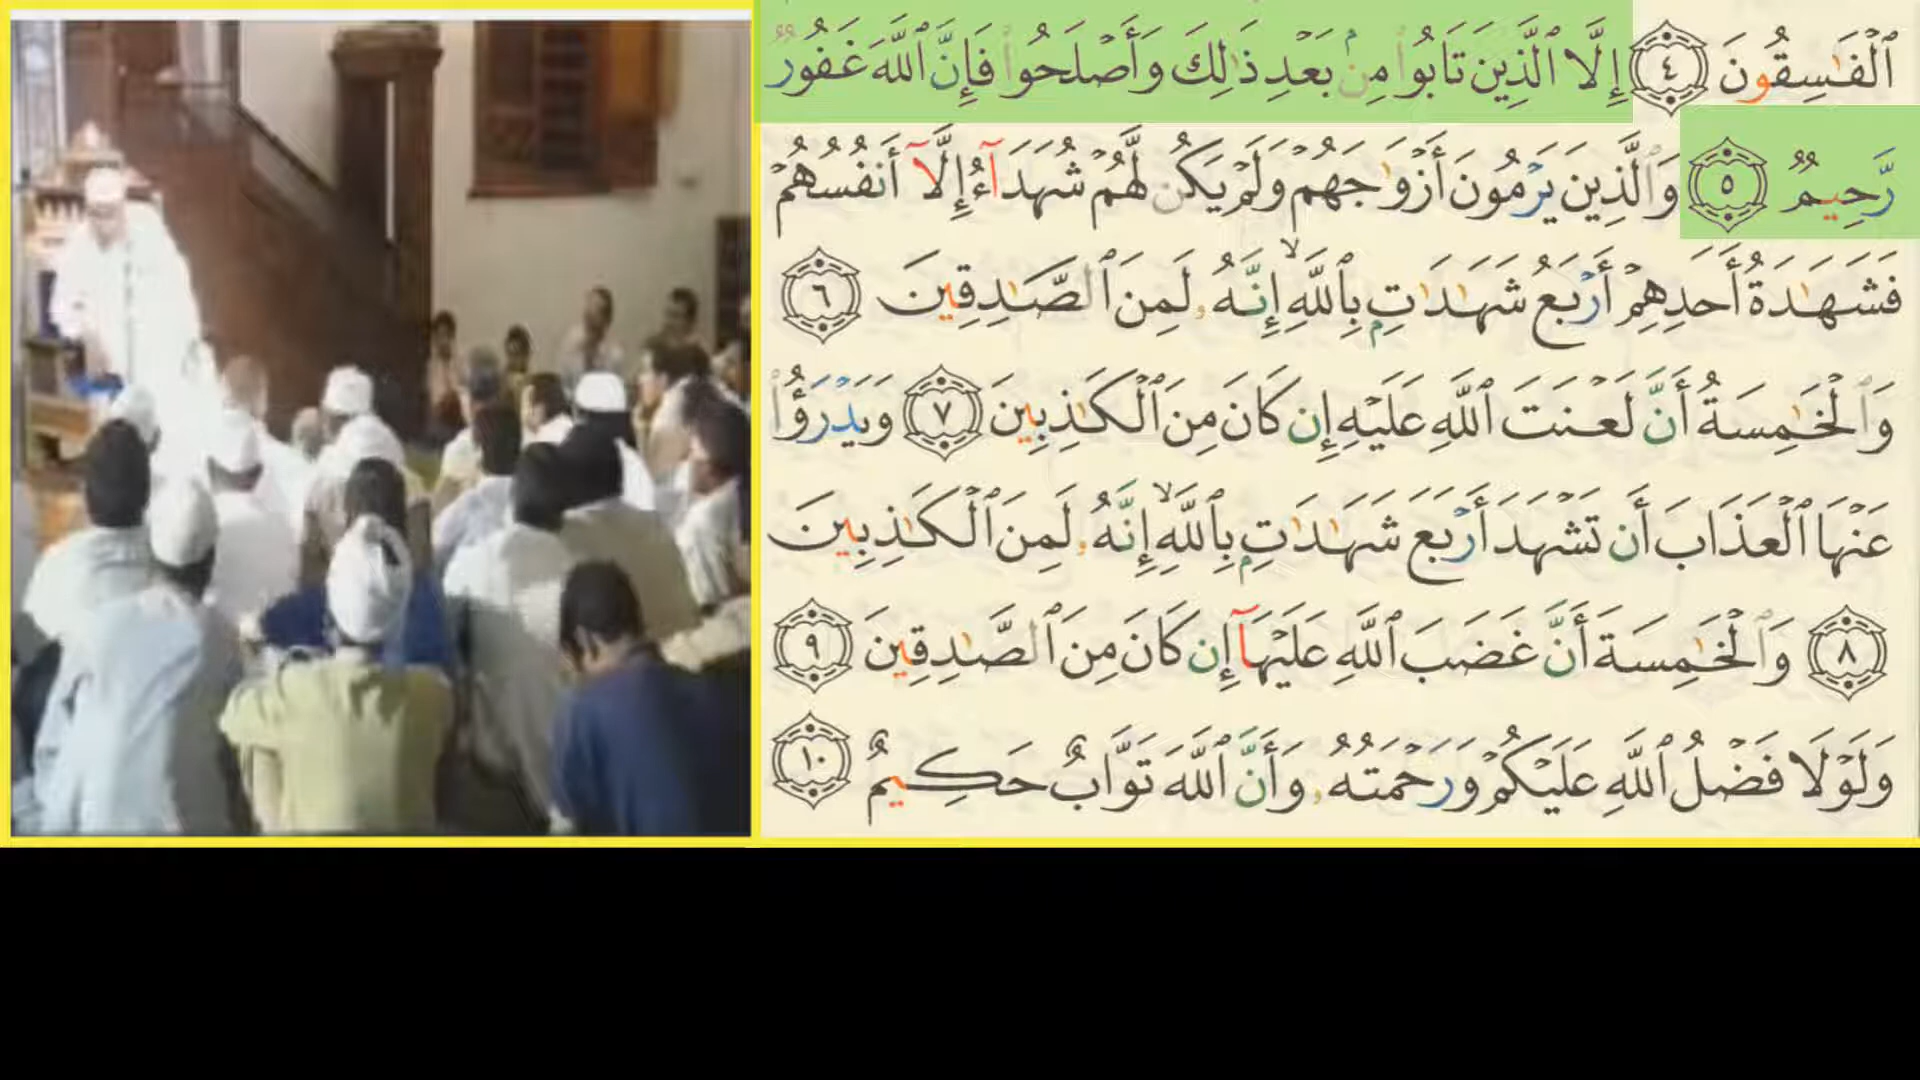 ٱلْفَـٰسِقُونَ ٤ إِلَّا ٱلَّذِينَ تَابُوا۟ مِنۢ بَعْدِ ذَٰلِكَ وَأَصْلَحُوا۟ فَإِنَّ ٱللَّهَ غَفُورٌ
رَّحِيمٌ ٥ وَٱلَّذِينَ يَرْمُونَ أَزْوَٰجَهُمْ وَلَمْ يَكُن لَّهُمْ شُهَدَآءُ إِلَّآ أَنفُسُهُمْ
فَشَهَـٰدَةُ أَحَدِهِمْ أَرْبَعُ شَهَـٰدَٰتٍۭ بِٱللَّهِ ۙ إِنَّهُۥ لَمِنَ ٱلصَّـٰدِقِينَ ٦
وَٱلْخَـٰمِسَةُ أَنَّ لَعْنَتَ ٱللَّهِ عَلَيْهِ إِن كَانَ مِنَ ٱلْكَـٰذِبِينَ ٧ وَيَدْرَؤُا۟
عَنْهَا ٱلْعَذَابَ أَن تَشْهَدَ أَرْبَعَ شَهَـٰدَٰتٍۭ بِٱللَّهِ ۙ إِنَّهُۥ لَمِنَ ٱلْكَـٰذِبِينَ
٨ وَٱلْخَـٰمِسَةَ أَنَّ غَضَبَ ٱللَّهِ عَلَيْهَآ إِن كَانَ مِنَ ٱلصَّـٰدِقِينَ ٩
وَلَوْلَا فَضْلُ ٱللَّهِ عَلَيْكُمْ وَرَحْمَتُهُۥ وَأَنَّ ٱللَّهَ تَوَّابٌ حَكِيمٌ ١٠